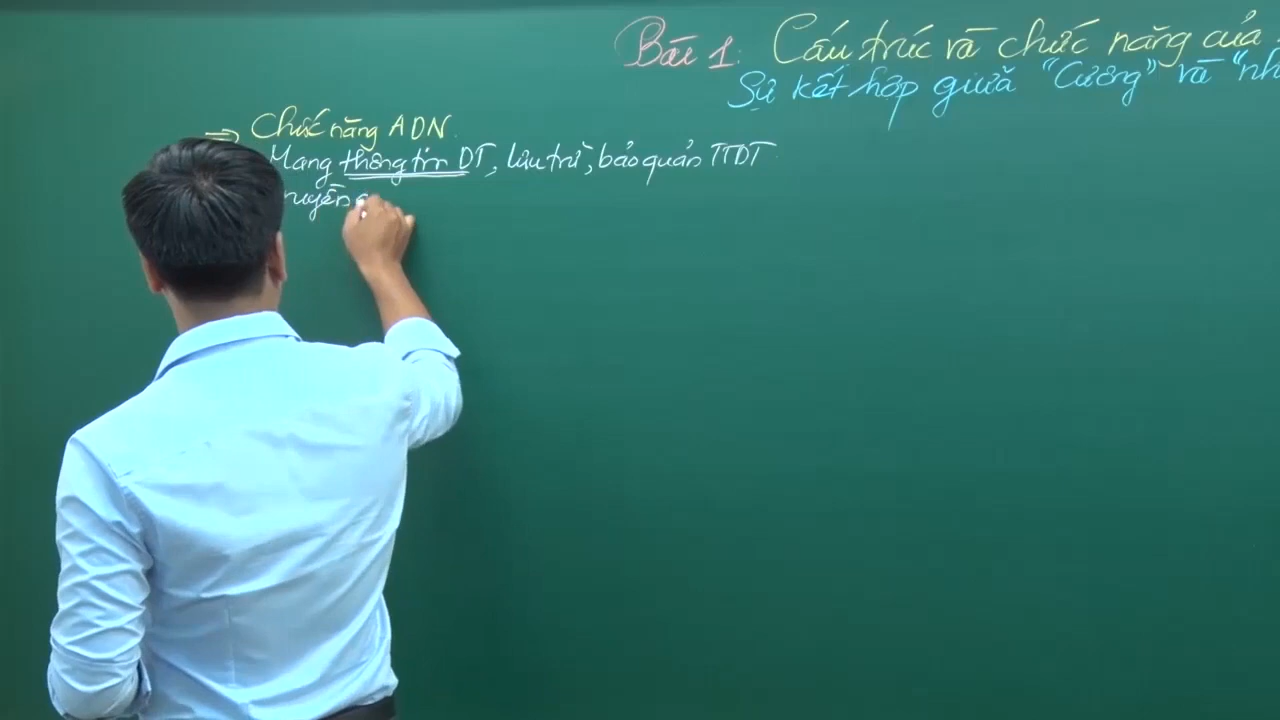 Bài 1: Cấu trúc và chức năng của
Sự kết hợp giữa "Cương" và "nh
=> Chức năng ADN.
Mang thông tin DT, lưu trữ, bảo quản TTDT